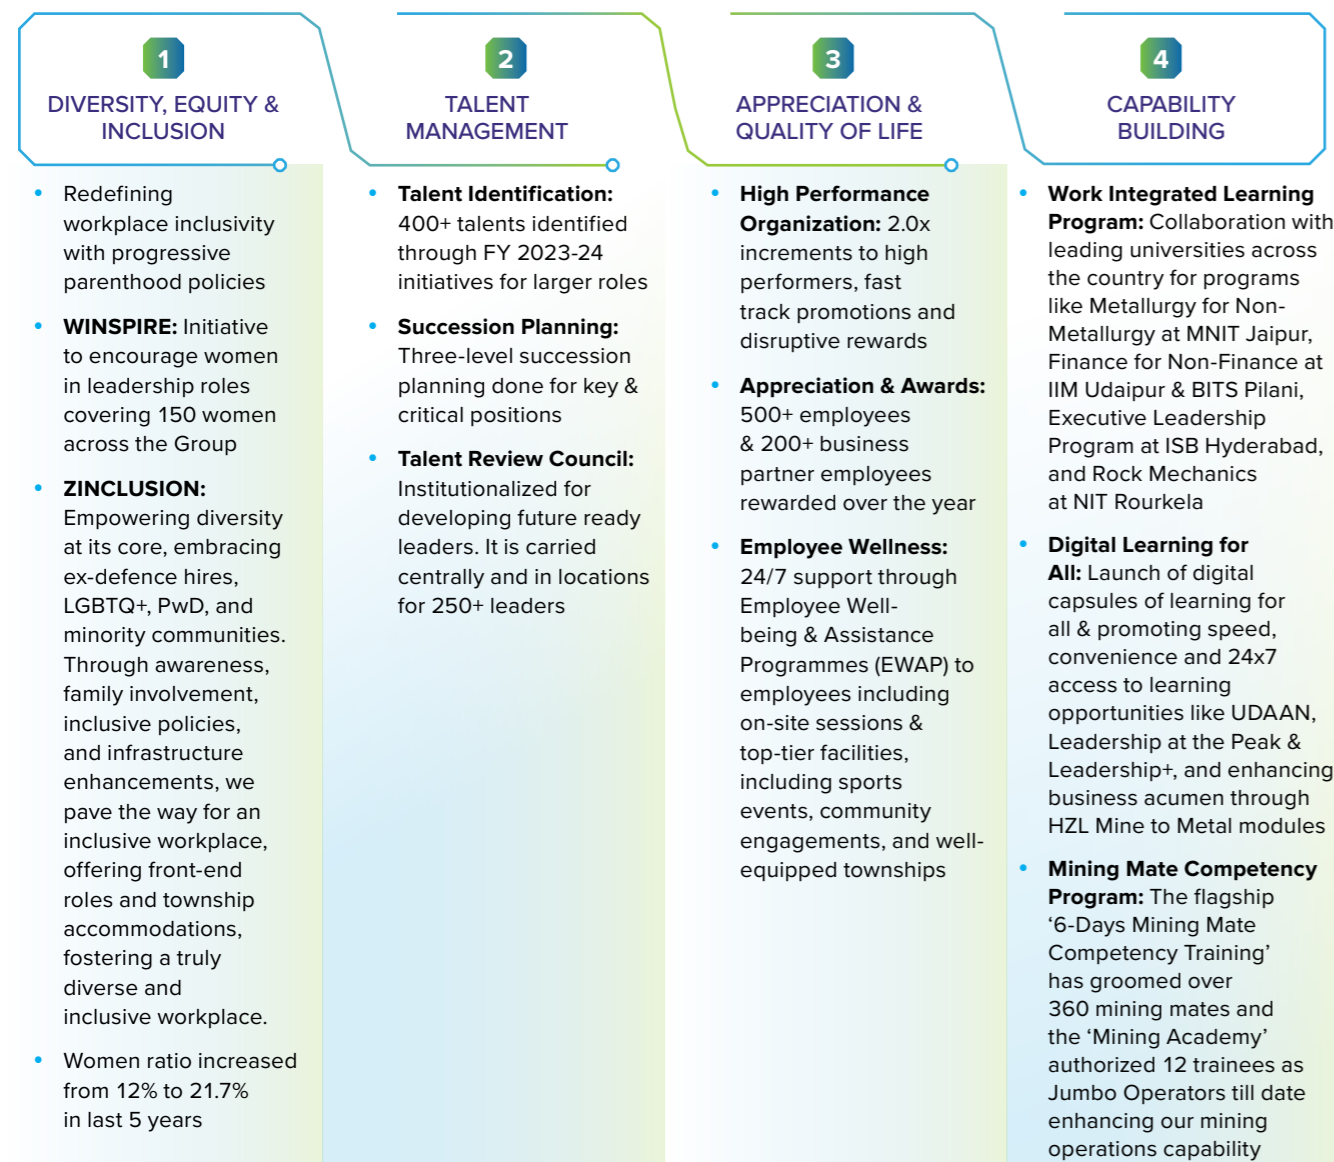 1
DIVERSITY, EQUITY &
INCLUSION
• Redefining
workplace inclusivity
with progressive
parenthood policies
• WINSPIRE: Initiative
to encourage women
in leadership roles
covering 150 women
across the Group
• ZINCLUSION:
Empowering diversity
at its core, embracing
ex-defence hires,
LGBTQ+, PwD, and
minority communities.
Through awareness,
family involvement,
inclusive policies,
and infrastructure
enhancements, we
pave the way for an
inclusive workplace,
offering front-end
roles and township
accommodations,
fostering a truly
diverse and
inclusive workplace.
• Women ratio increased
from 12% to 21.7%
in last 5 years
2
TALENT
MANAGEMENT
• Talent Identification:
400+ talents identified
through FY 2023-24
initiatives for larger roles
• Succession Planning:
Three-level succession
planning done for key &
critical positions
• Talent Review Council:
Institutionalized for
developing future ready
leaders. It is carried
centrally and in locations
for 250+ leaders
3
APPRECIATION &
QUALITY OF LIFE
• High Performance
Organization: 2.0x
increments to high
performers, fast
track promotions and
disruptive rewards
• Appreciation & Awards:
500+ employees
& 200+ business
partner employees
rewarded over the year
• Employee Wellness:
24/7 support through
Employee Well-
being & Assistance
Programmes (EWAP) to
employees including
on-site sessions &
top-tier facilities,
including sports
events, community
engagements, and well-
equipped townships
4
CAPABILITY
BUILDING
• Work Integrated Learning
Program: Collaboration with
leading universities across
the country for programs
like Metallurgy for Non-
Metallurgy at MNIT Jaipur,
Finance for Non-Finance at
IIM Udaipur & BITS Pilani,
Executive Leadership
Program at ISB Hyderabad,
and Rock Mechanics
at NIT Rourkela
• Digital Learning for
All: Launch of digital
capsules of learning for
all & promoting speed,
convenience and 24x7
access to learning
opportunities like UDAAN,
Leadership at the Peak &
Leadership+, and enhancing
business acumen through
HZL Mine to Metal modules
• Mining Mate Competency
Program: The flagship
‘6-Days Mining Mate
Competency Training’
has groomed over
360 mining mates and
the ‘Mining Academy’
authorized 12 trainees as
Jumbo Operators till date
enhancing our mining
operations capability